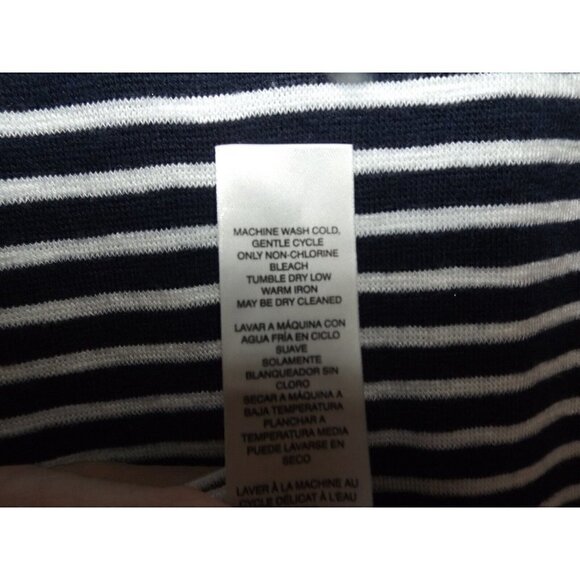 MACHINE WASH COLD,
GENTLE CYCLE
ONLY NON-CHLORINE
BLEACH
TUMBLE DRY LOW
WARM IRON
MAY BE DRY CLEANED
LAVAR A MÁQUINA CON
AGUA FRÍA EN CICLO
SUAVE
SOLAMENTE
BLANQUEADOR SIN
CLORO
SECAR A MÁQUINA A
BAJA TEMPERATURA
PLANCHAR A
TEMPERATURA MEDIA
PUEDE LAVARSE EN
SECO
LAVER À LA MACHINE AU
CYCLE DÉLICAT À L'EAU